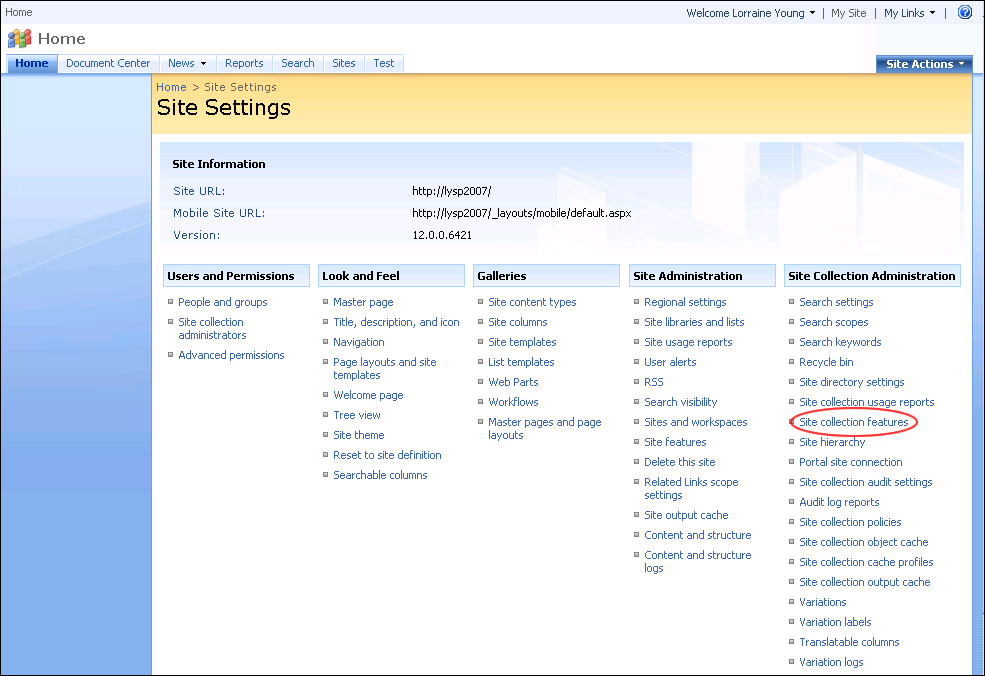 Home
Welcome Lorraine Young | My Site | My Links |
Home
Home Document Center News Reports Search Sites Test
Site Actions
Home > Site Settings
Site Settings
Site Information
Site URL: http://lysp2007/
Mobile Site URL: http://lysp2007/_layouts/mobile/default.aspx
Version: 12.0.0.6421
Users and Permissions
People and groups
Site collection
administrators
Advanced permissions
Look and Feel
Master page
Title, description, and icon
Navigation
Page layouts and site
templates
Welcome page
Tree view
Site theme
Reset to site definition
Searchable columns
Galleries
Site content types
Site columns
Site templates
List templates
Web Parts
Workflows
Master pages and page
layouts
Site Administration
Regional settings
Site libraries and lists
Site usage reports
User alerts
RSS
Search visibility
Sites and workspaces
Site features
Delete this site
Related Links scope
settings
Site output cache
Content and structure
Content and structure
logs
Site Collection Administration
Search settings
Search scopes
Search keywords
Recycle bin
Site directory settings
Site collection usage reports
Site collection features
Site hierarchy
Portal site connection
Site collection audit settings
Audit log reports
Site collection policies
Site collection object cache
Site collection cache profiles
Site collection output cache
Variations
Variation labels
Translatable columns
Variation logs